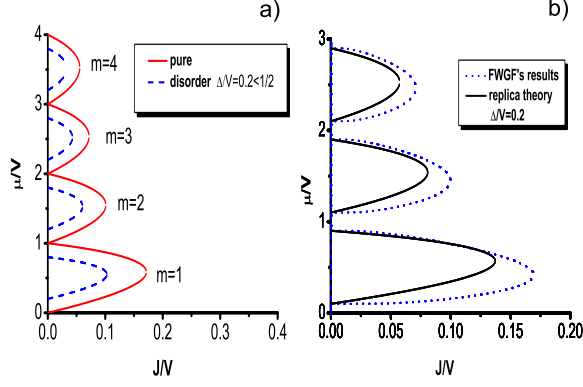 a)
4
3
2
1
0
μ/V
m=4
m=3
m=2
m=1
pure
disorder Δ/V=0.2<1/2
0.0 0.1 0.2 0.3 0.4
J/V
b)
3
2
1
0
μ/V
FWGF's results
replica theory
Δ/V=0.2
0.00 0.05 0.10 0.15 0.20
J/V